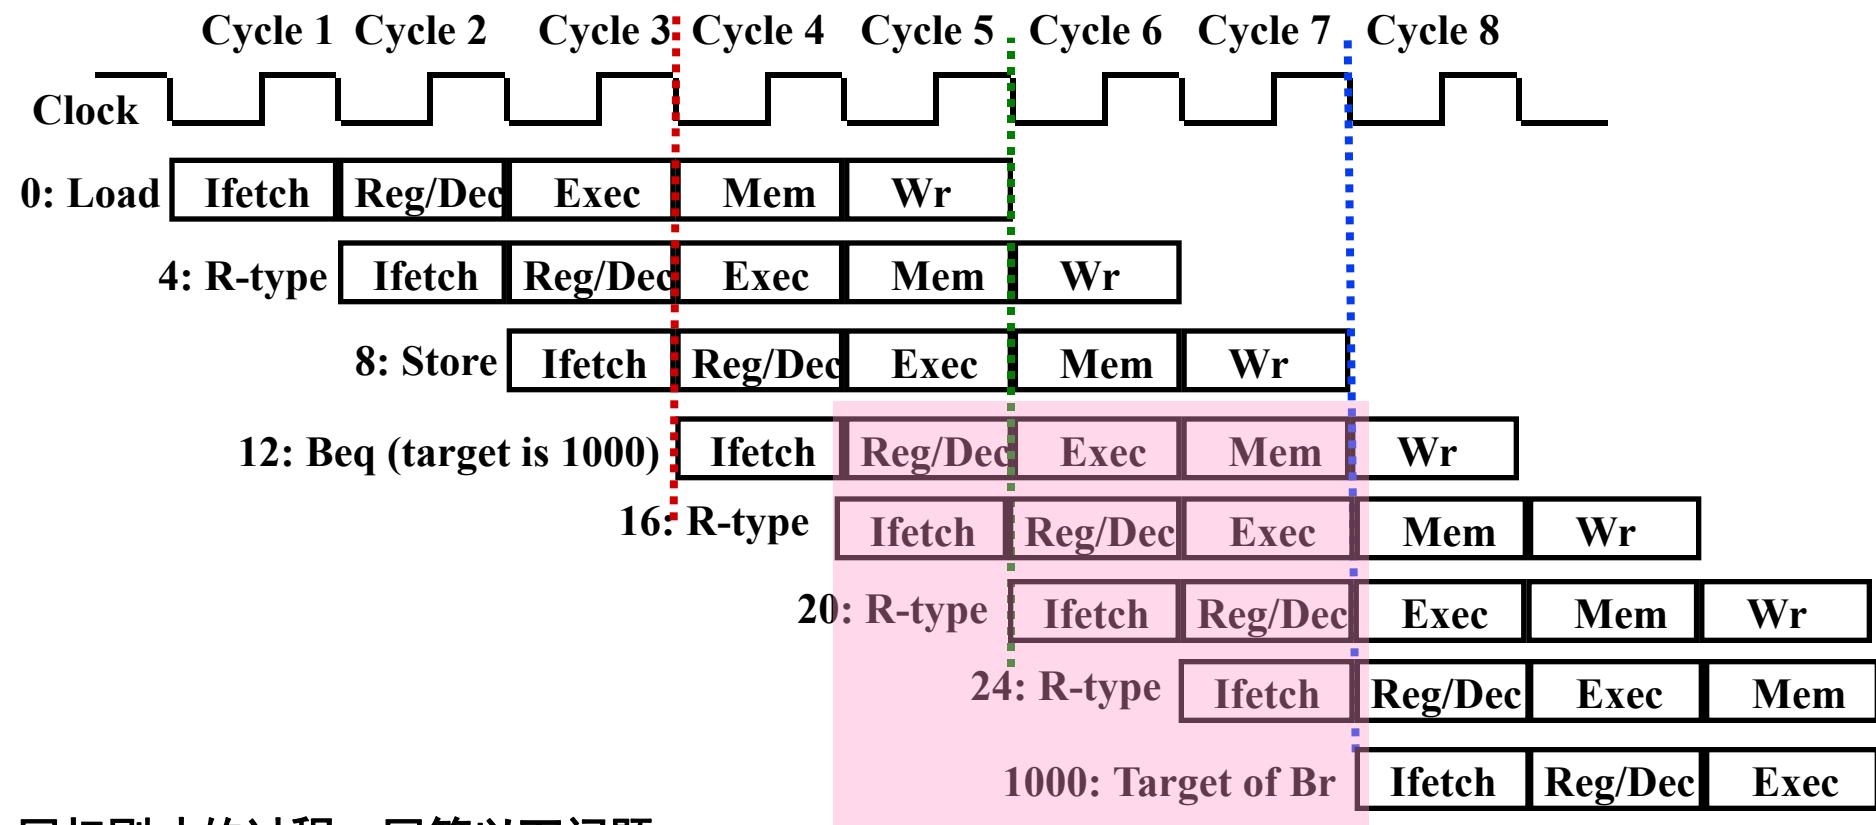 Cycle 1 Cycle 2 Cycle 3 Cycle 4 Cycle 5 Cycle 6 Cycle 7 Cycle 8
Clock
0: Load Ifetch Reg/Dec Exec Mem Wr
4: R-type Ifetch Reg/Dec Exec Mem Wr
8: Store Ifetch Reg/Dec Exec Mem Wr
12: Beq (target is 1000) Ifetch Reg/Dec Exec Mem Wr
16: R-type Ifetch Reg/Dec Exec Mem Wr
20: R-type Ifetch Reg/Dec Exec Mem Wr
24: R-type Ifetch Reg/Dec Exec Mem
1000: Target of Br Ifetch Reg/Dec Exec